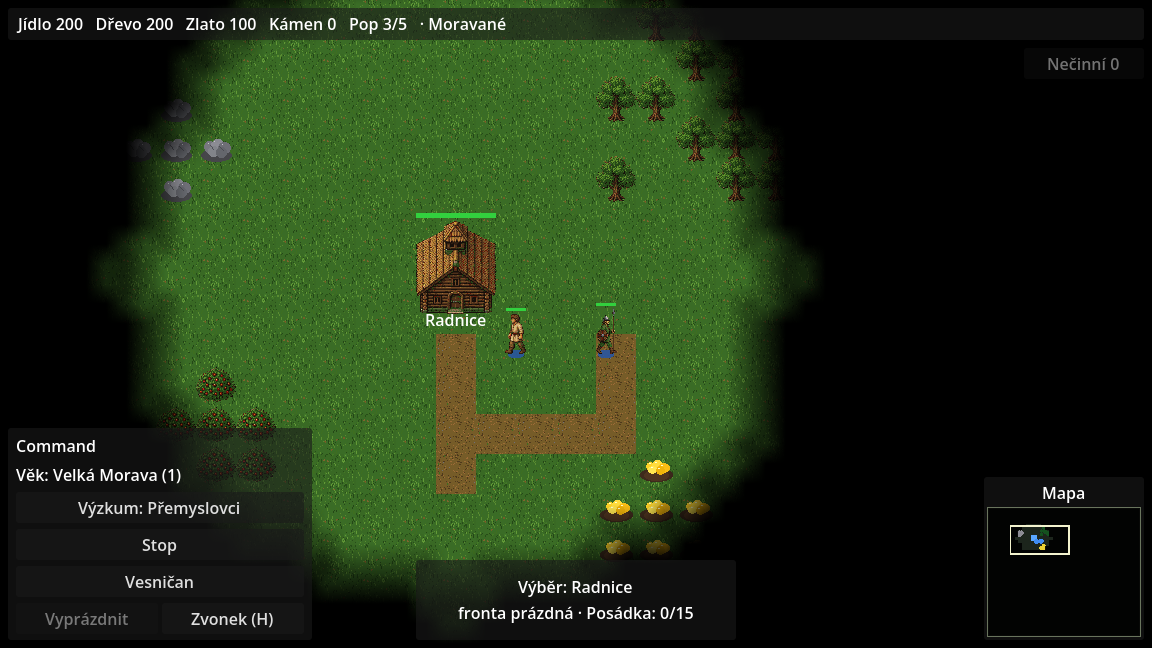 Jídlo 200 Dřevo 200 Zlato 100 Kámen 0 Pop 3/5 · Moravané
Nečinní 0
Radnice
Command
Věk: Velká Morava (1)
Výzkum: Přemyslovci
Stop
Vesničan
Vyprázdnit Zvonek (H)
Výběr: Radnice
fronta prázdná · Posádka: 0/15
Mapa